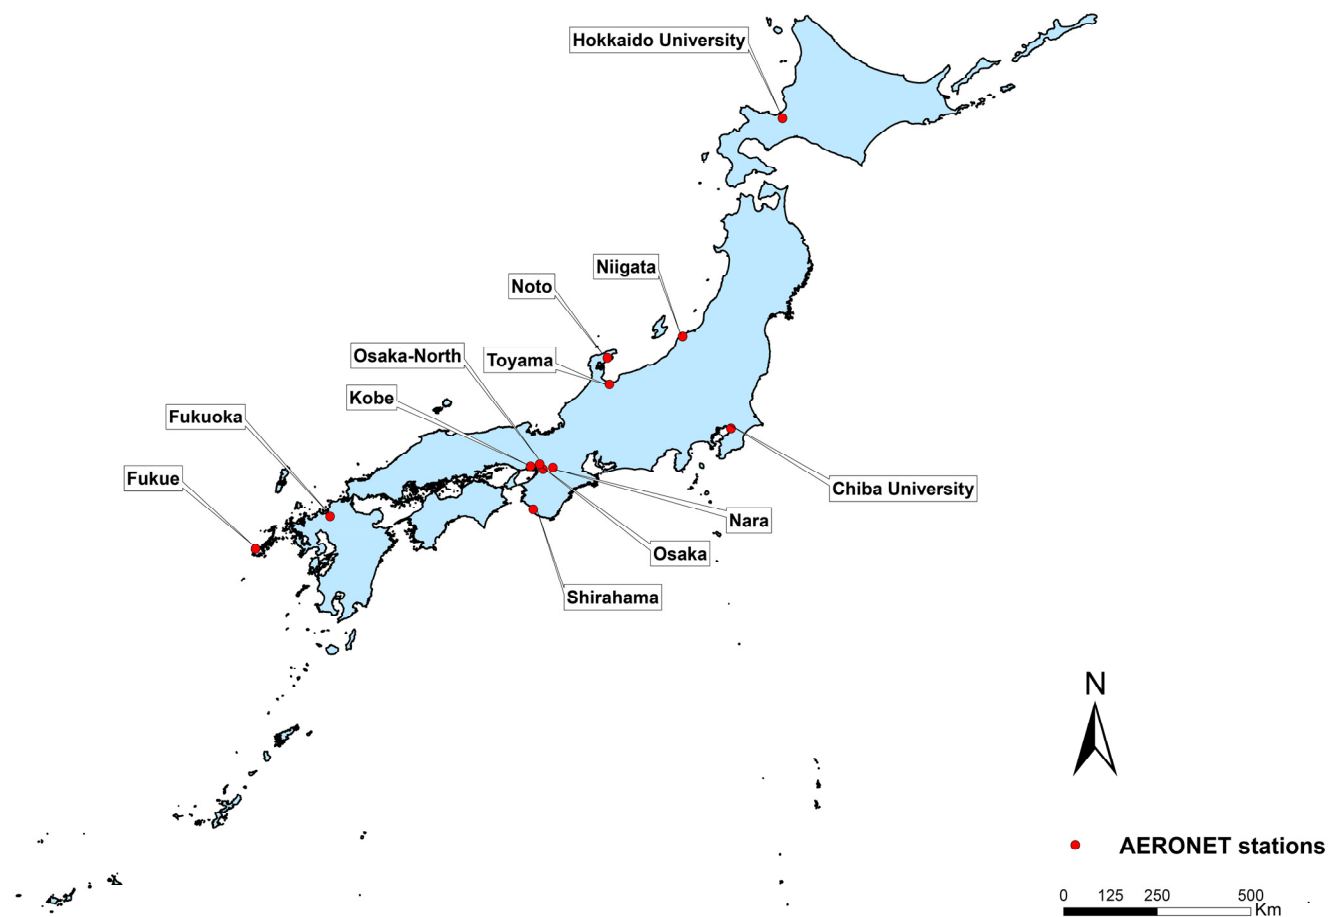 Hokkaido University
Niigata
Noto
Osaka-North
Toyama
Kobe
Fukuoka
Fukue
Chiba University
Nara
Osaka
Shirahama
N
AERONET stations
0 125 250 500
Km